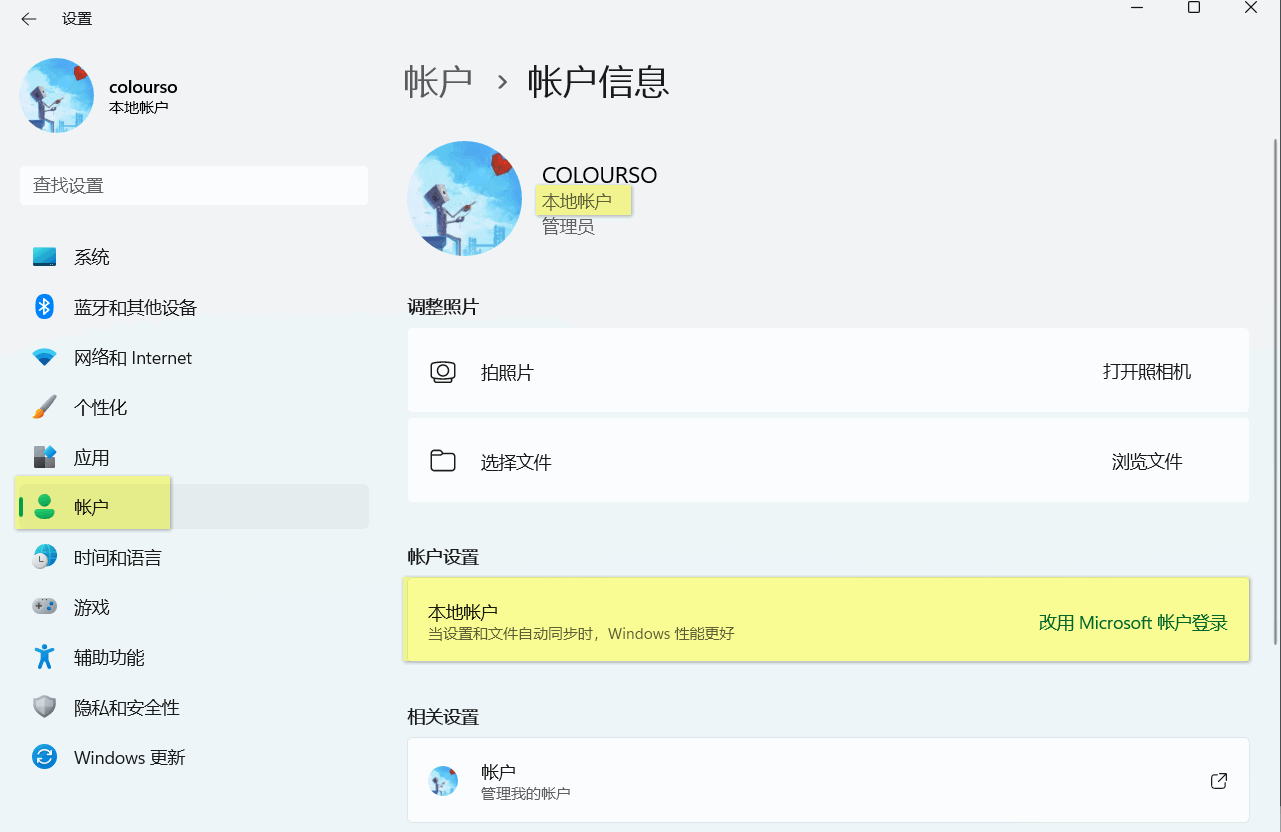 设置
colourso
本地帐户
查找设置
系统
蓝牙和其他设备
网络和 Internet
个性化
应用
帐户
时间和语言
游戏
辅助功能
隐私和安全性
Windows 更新
帐户 › 帐户信息
COLOURSO
本地帐户
管理员
调整照片
拍照片
打开照相机
选择文件
浏览文件
帐户设置
本地帐户
当设置和文件自动同步时，Windows 性能更好
改用 Microsoft 帐户登录
相关设置
帐户
管理我的帐户